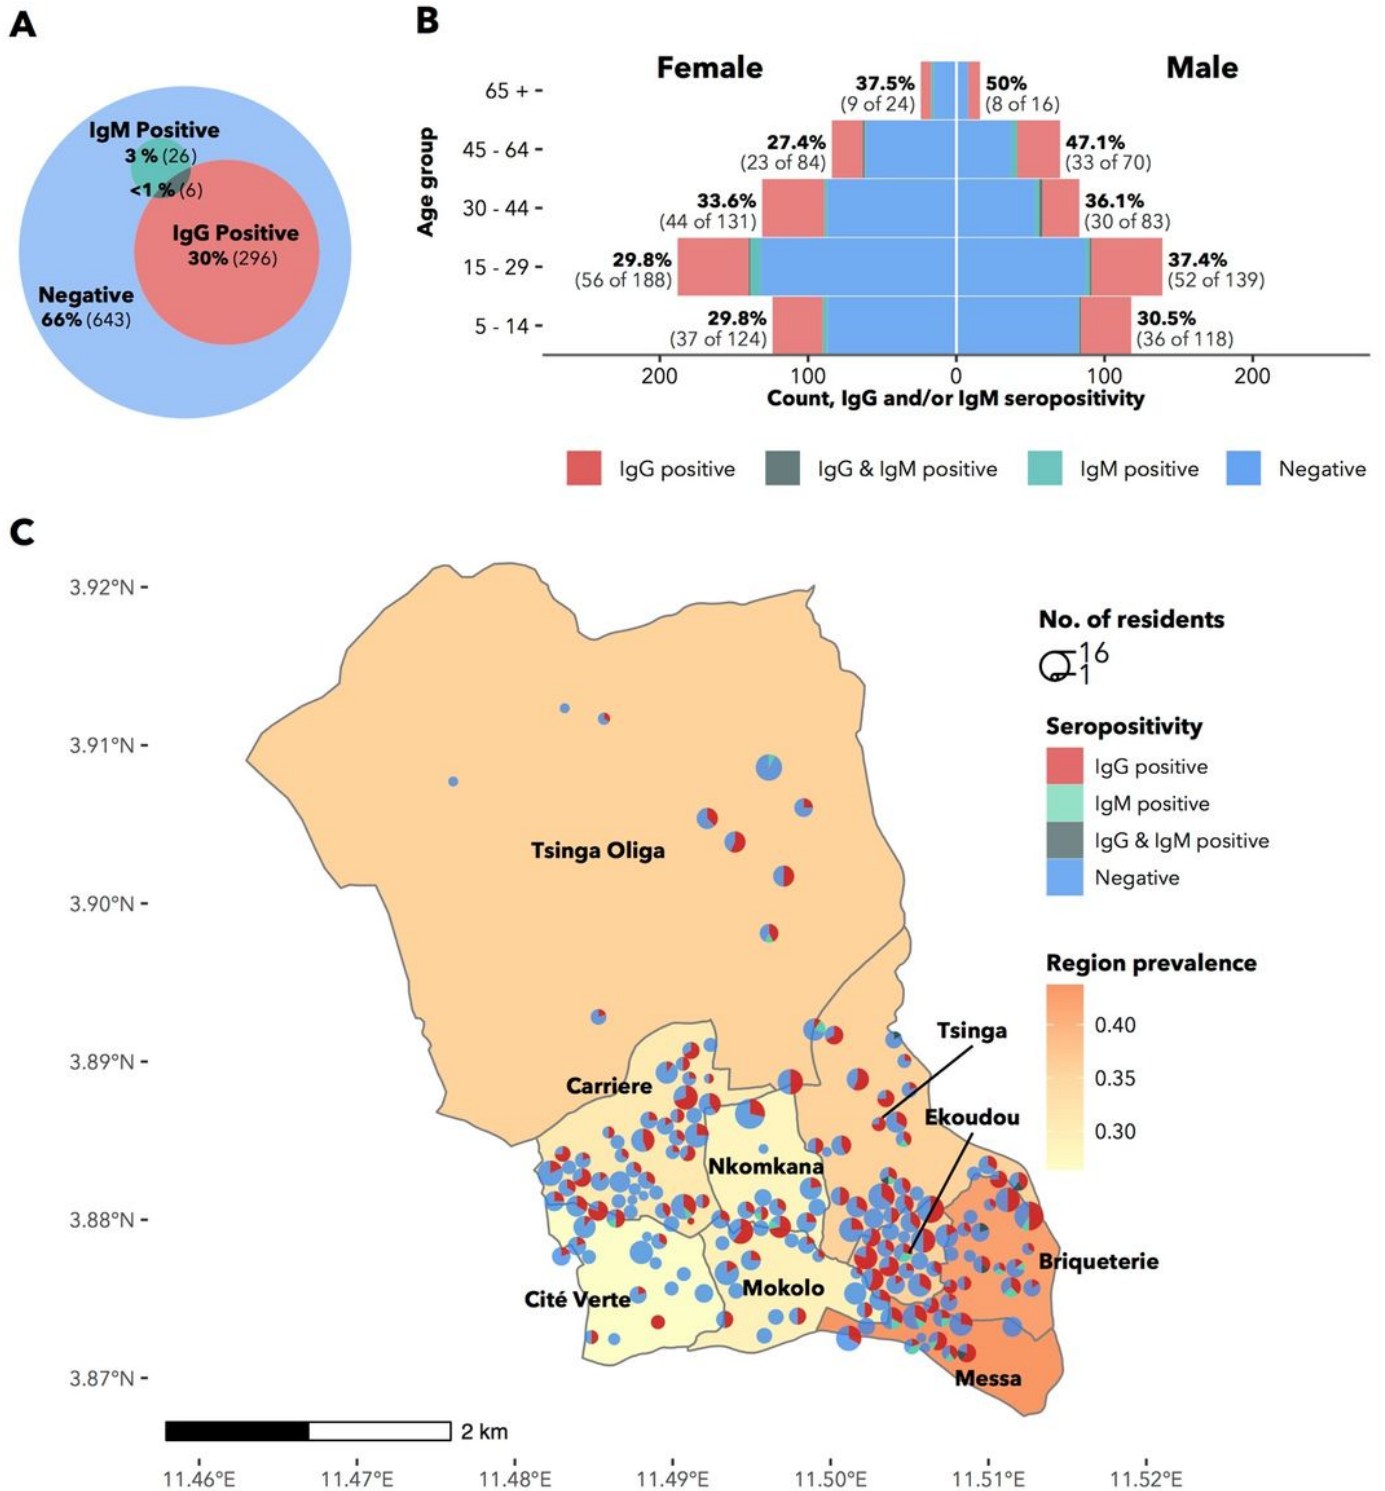 A
IgM Positive
3 % (26)
<1 % (6)
IgG Positive
30% (296)
Negative
66% (643)
B
Female
Male
Age group
65 +
37.5%
(9 of 24)
50%
(8 of 16)
45 - 64
27.4%
(23 of 84)
47.1%
(33 of 70)
30 - 44
33.6%
(44 of 131)
36.1%
(30 of 83)
15 - 29
29.8%
(56 of 188)
37.4%
(52 of 139)
5 - 14
29.8%
(37 of 124)
30.5%
(36 of 118)
200 100 0 100 200
Count, IgG and/or IgM seropositivity
IgG positive IgG & IgM positive IgM positive Negative
C
3.92°N
3.91°N
3.90°N
3.89°N
3.88°N
3.87°N
Tsinga Oliga
Tsinga
Carriere
Ekoudou
Nkomkana
Briqueterie
Mokolo
Cité Verte
Messa
No. of residents
16
1
Seropositivity
IgG positive
IgM positive
IgG & IgM positive
Negative
Region prevalence
0.40
0.35
0.30
2 km
11.46°E 11.47°E 11.48°E 11.49°E 11.50°E 11.51°E 11.52°E